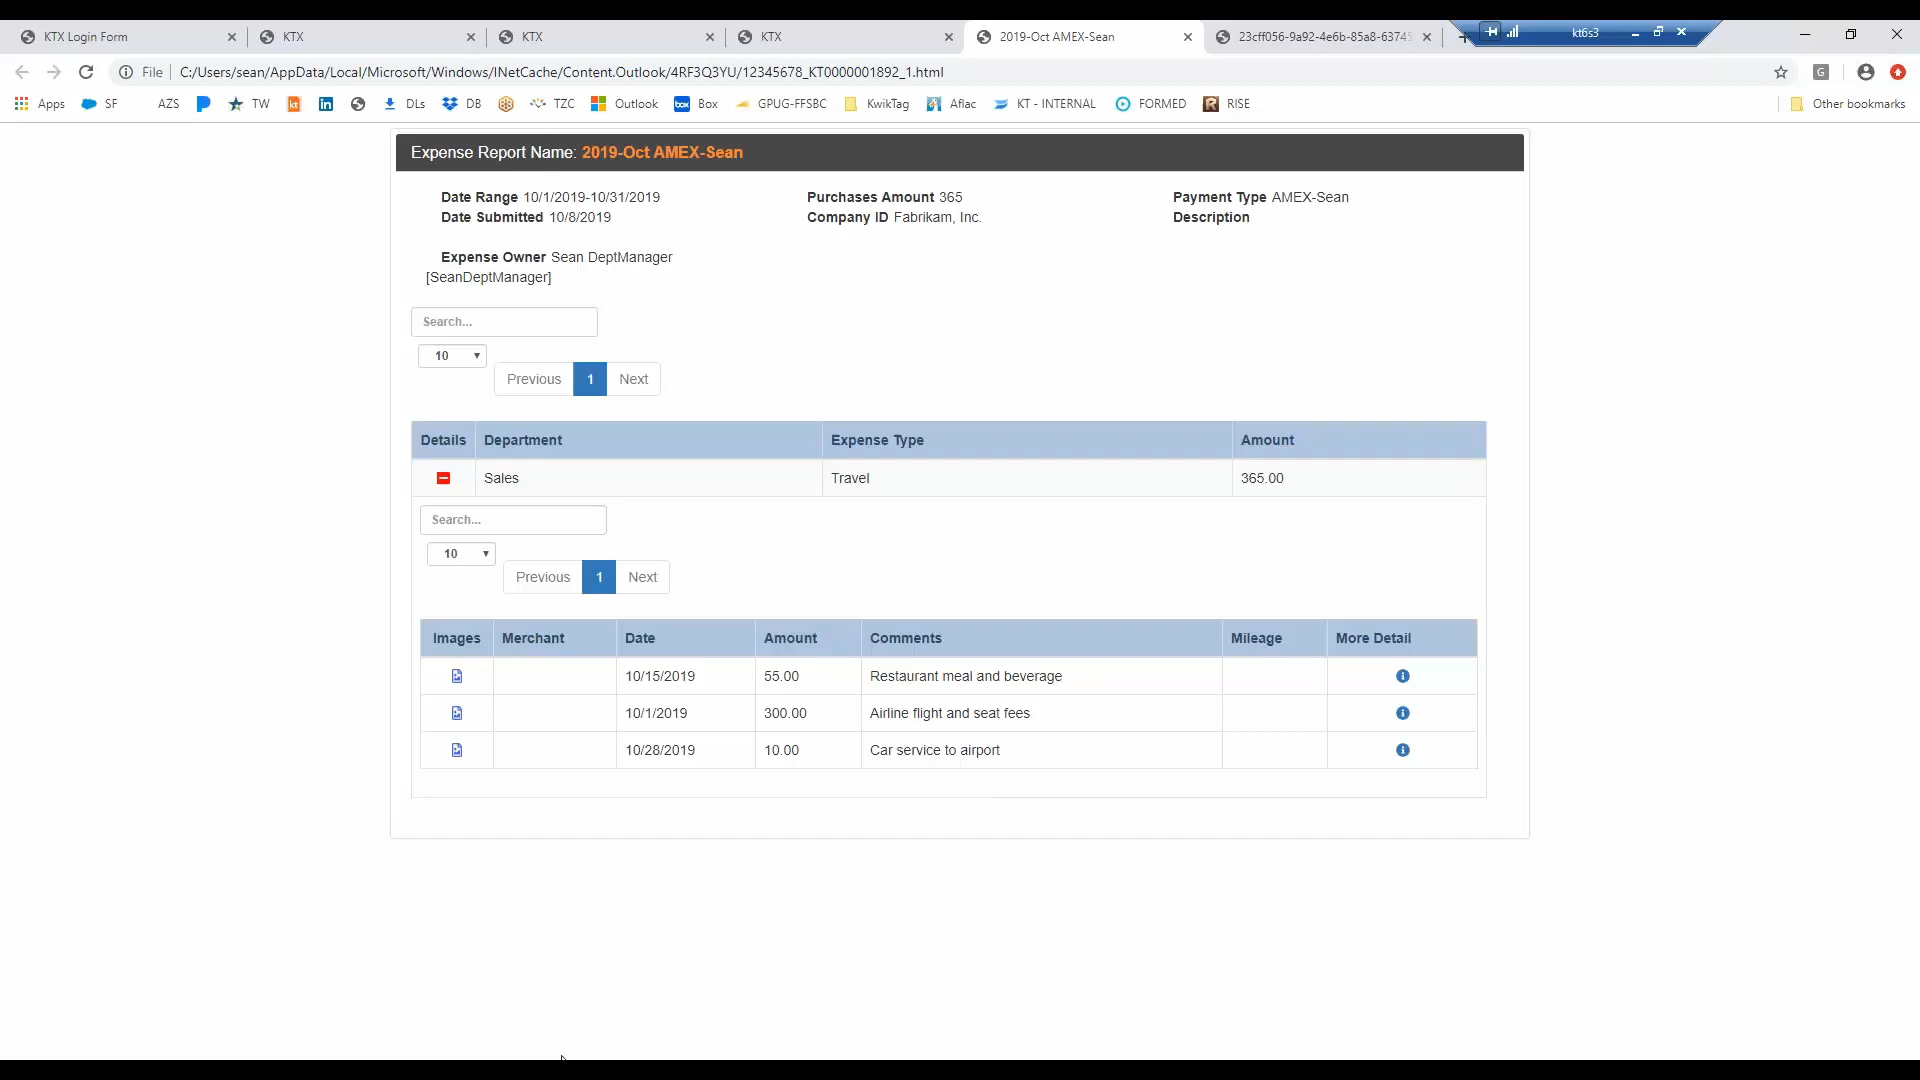 KTX Login Form
KTX
KTX
KTX
2019-Oct AMEX-Sean
23cff056-9a92-4e6b-85a8-63745
kt6s3
File
C:/Users/sean/AppData/Local/Microsoft/Windows/INetCache/Content.Outlook/4RF3Q3YU/12345678_KT0000001892_1.html
G
Apps SF AZS TW kt in DLs DB TZC Outlook box Box GPUG-FFSBC KwikTag Aflac KT - INTERNAL FORMED RISE Other bookmarks
Expense Report Name: 2019-Oct AMEX-Sean
Date Range 10/1/2019-10/31/2019 Purchases Amount 365 Payment Type AMEX-Sean
Date Submitted 10/8/2019 Company ID Fabrikam, Inc. Description
Expense Owner Sean DeptManager
[SeanDeptManager]
Search...
10
Previous 1 Next
Details Department Expense Type Amount
Sales Travel 365.00
Search...
10
Previous 1 Next
Images Merchant Date Amount Comments Mileage More Detail
10/15/2019 55.00 Restaurant meal and beverage
10/1/2019 300.00 Airline flight and seat fees
10/28/2019 10.00 Car service to airport